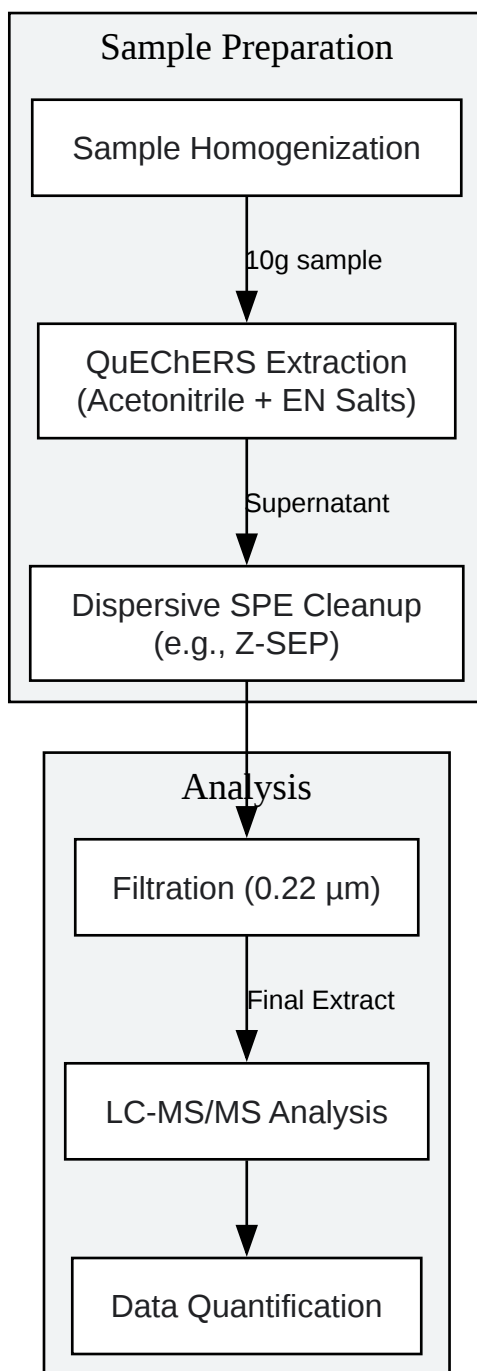 Sample Preparation
Sample Homogenization
10g sample
QuEChERS Extraction
(Acetonitrile + EN Salts)
Supernatant
Dispersive SPE Cleanup
(e.g., Z-SEP)
Analysis
Filtration (0.22 µm)
Final Extract
LC-MS/MS Analysis
Data Quantification